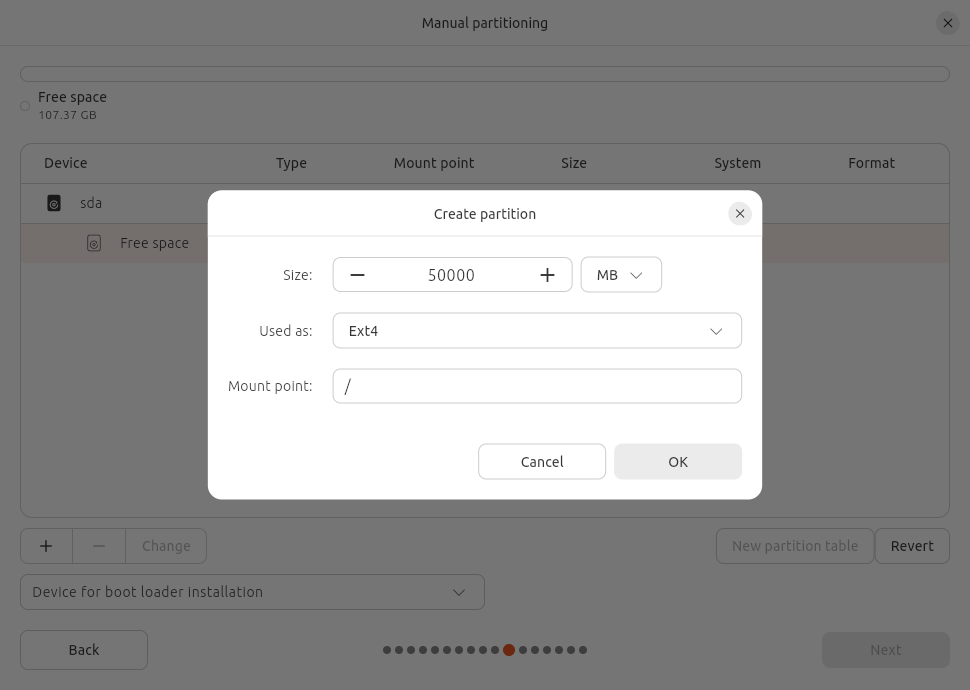 Manual partitioning
Free space
107.37 GB
Device Type Mount point Size System Format
sda
Free space
Create partition
Size: 50000 MB
Used as: Ext4
Mount point: /
Cancel OK
Change New partition table Revert
Device for boot loader installation
Back Next